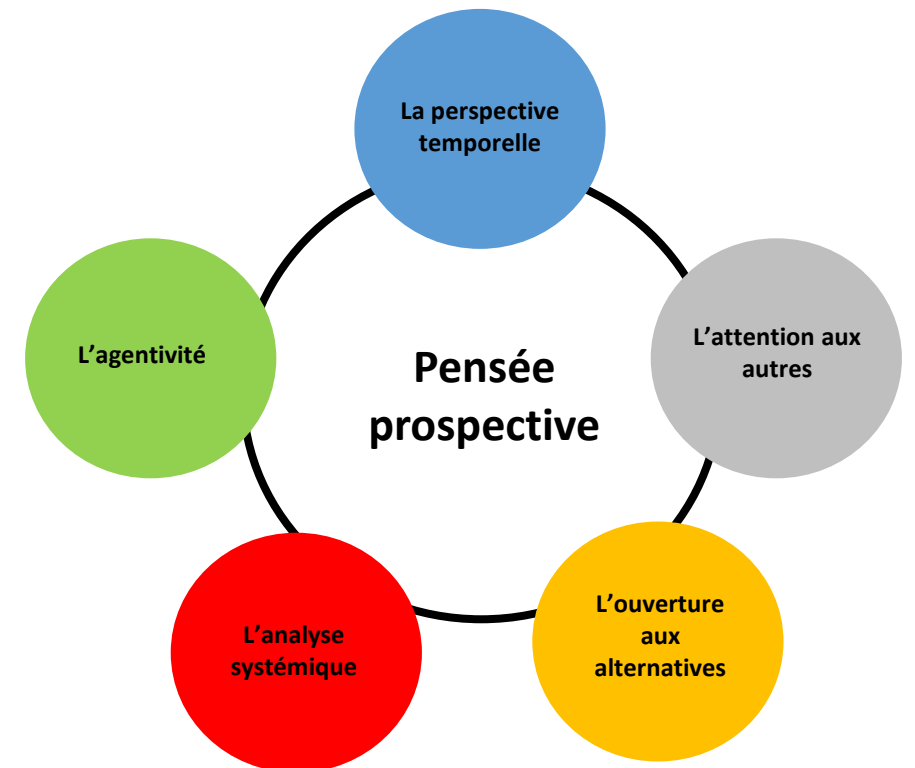 La perspective
temporelle
L’attention aux
autres
L’agentivité
Pensée
prospective
L’ouverture
aux
alternatives
L’analyse
systémique